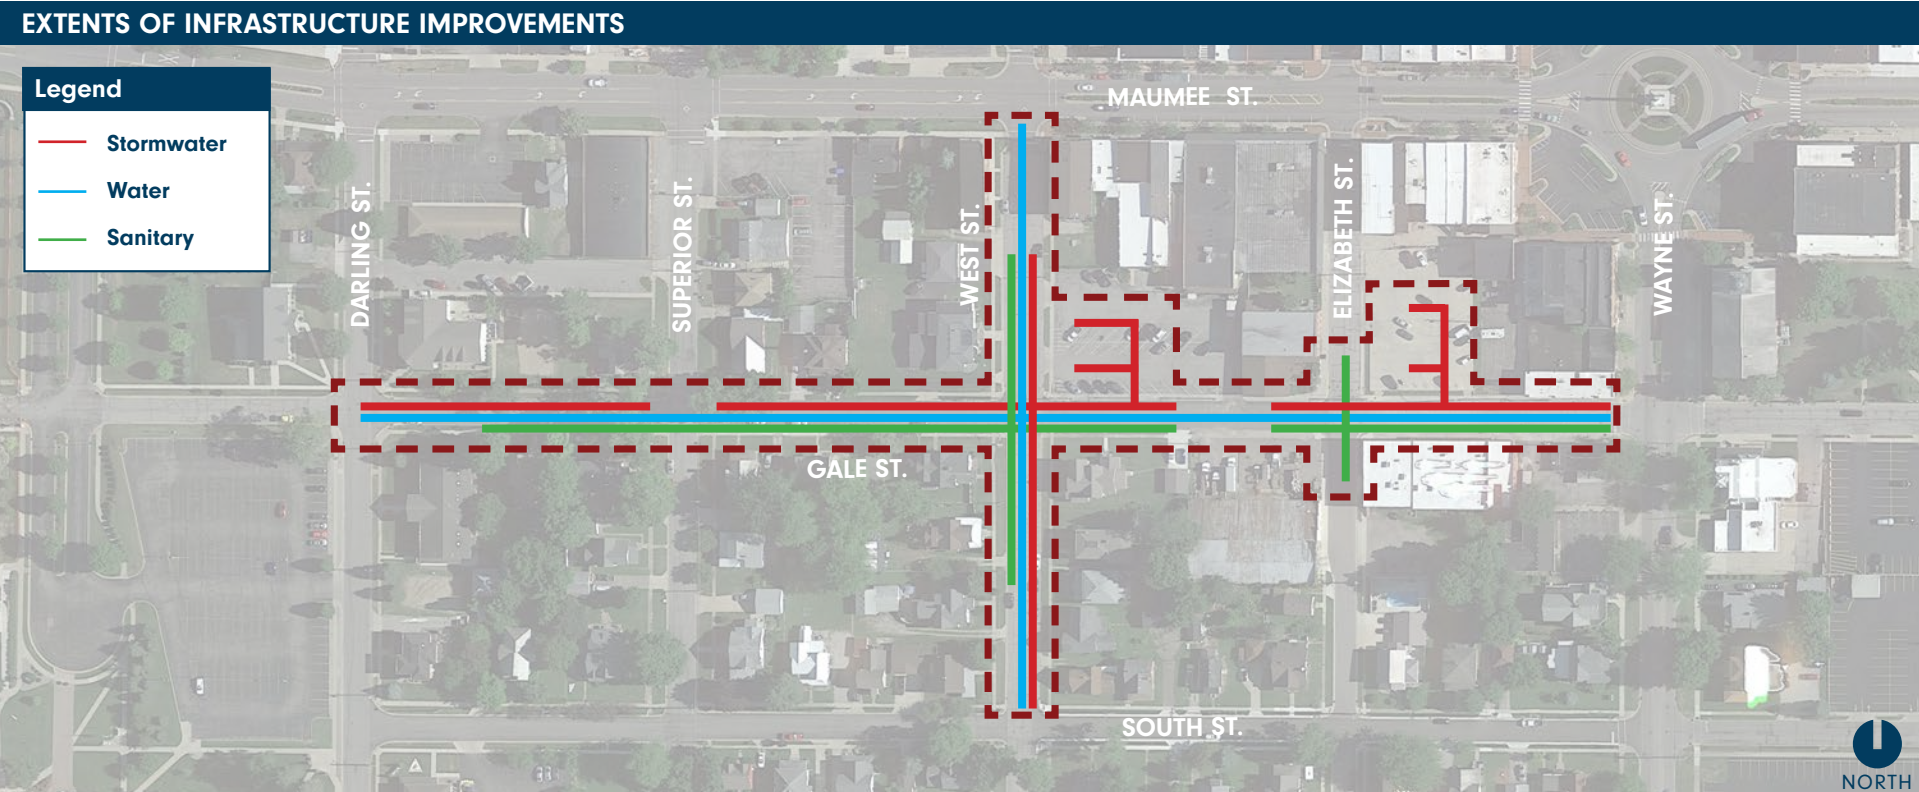 EXTENTS OF INFRASTRUCTURE IMPROVEMENTS
Legend
Stormwater
Water
Sanitary
MAUMEE ST.
DARLING ST.
SUPERIOR ST.
WEST ST.
ELIZABETH ST.
WAYNE ST.
GALE ST.
SOUTH ST.
NORTH